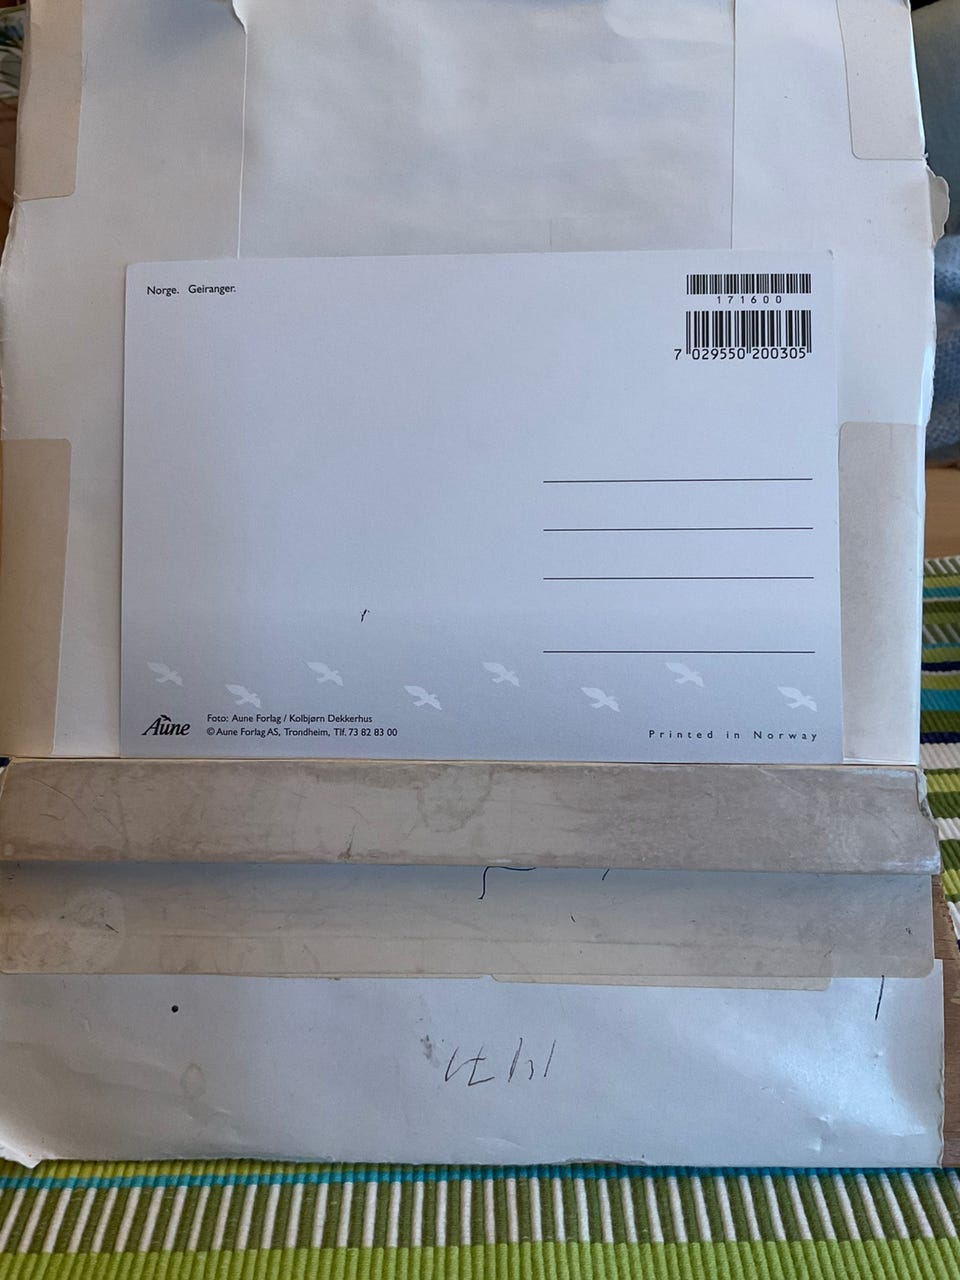 Norge. Geiranger.
171600
7 029550 200305
Aune
Foto: Aune Forlag / Kolbjørn Dekkerhus
© Aune Forlag AS, Trondheim, Tlf. 73 82 83 00
Printed in Norway